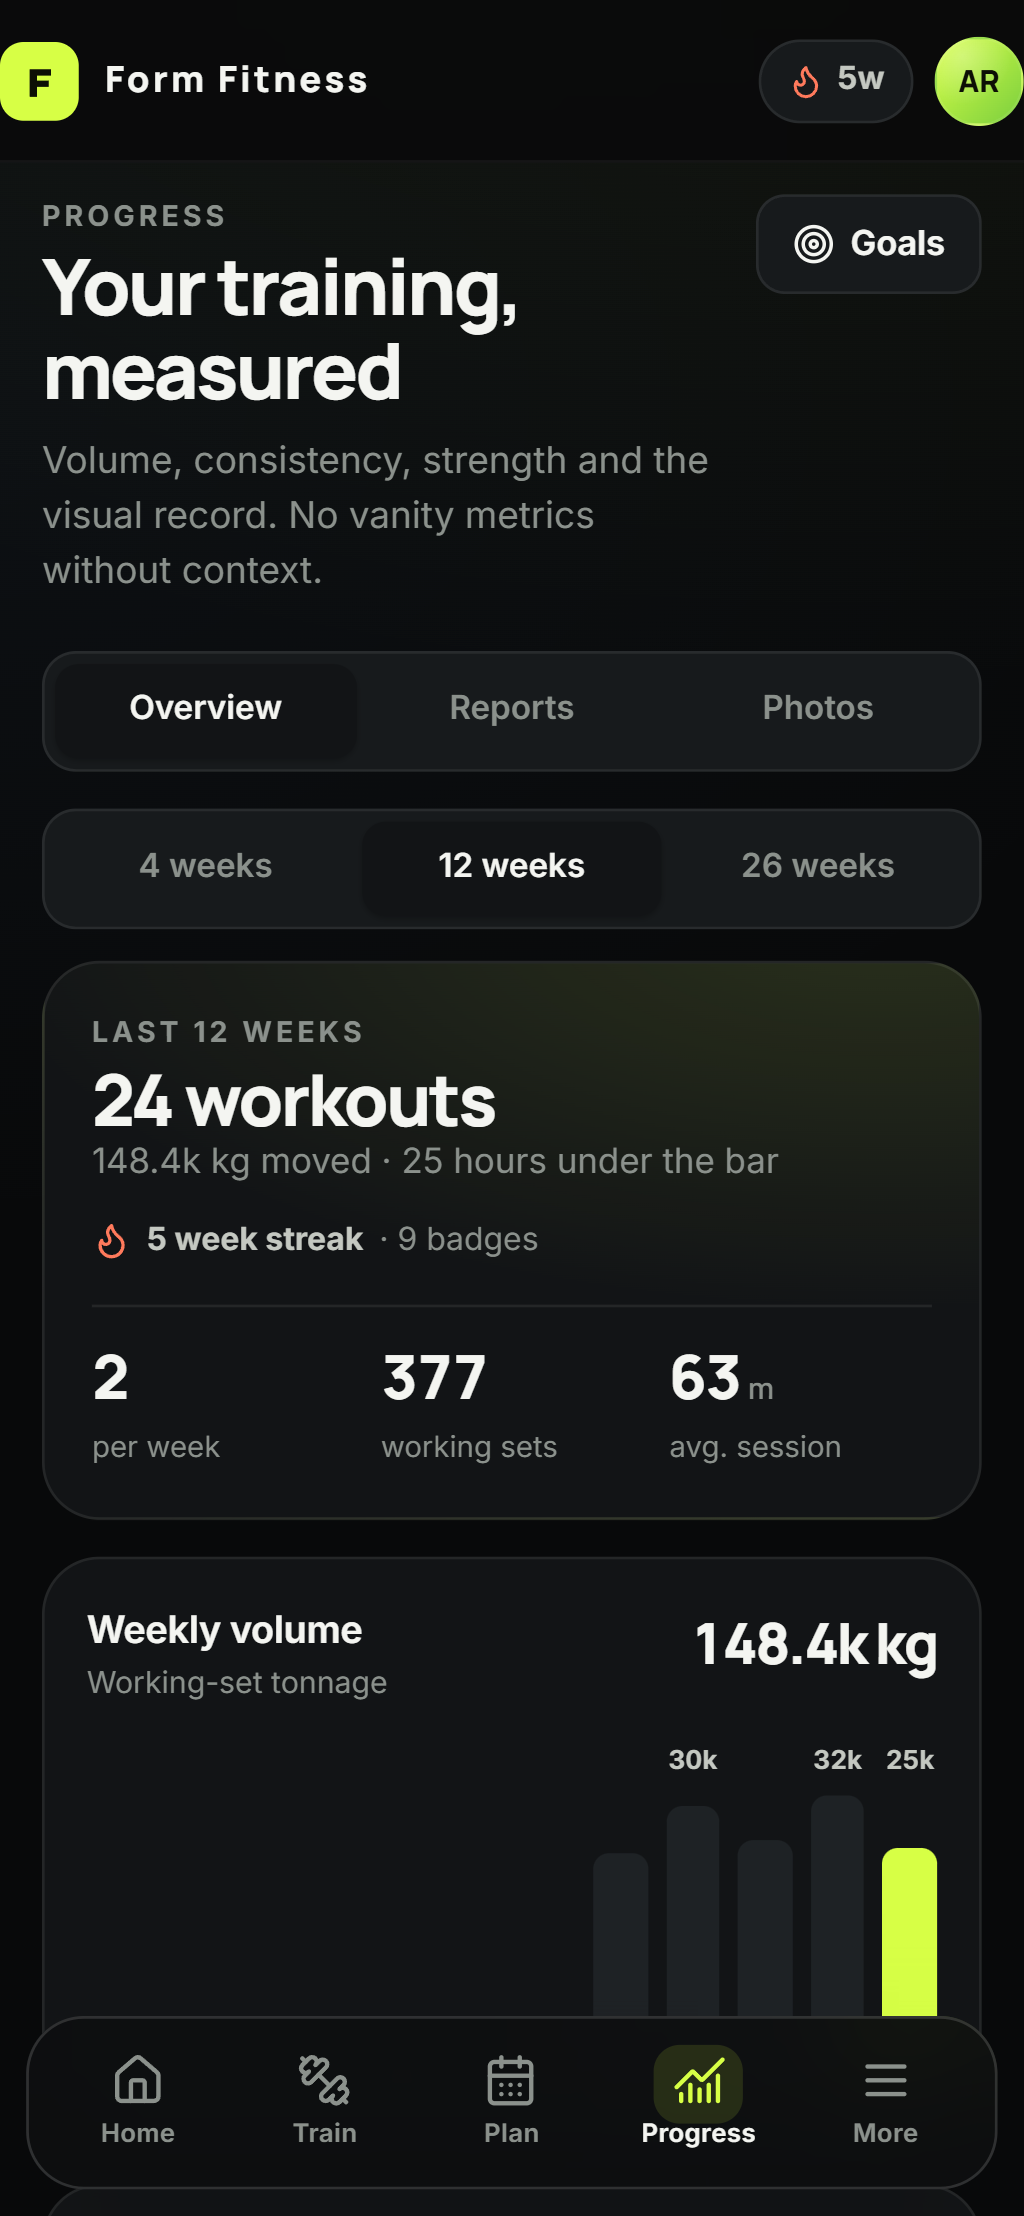 F
Form Fitness
5w
AR
PROGRESS
Goals
Your training,
measured
Volume, consistency, strength and the
visual record. No vanity metrics
without context.
Overview
Reports
Photos
4 weeks
12 weeks
26 weeks
LAST 12 WEEKS
24 workouts
148.4k kg moved · 25 hours under the bar
5 week streak · 9 badges
2
377
63 m
per week
working sets
avg. session
Weekly volume
148.4k kg
Working-set tonnage
30k
32k
25k
Home
Train
Plan
Progress
More